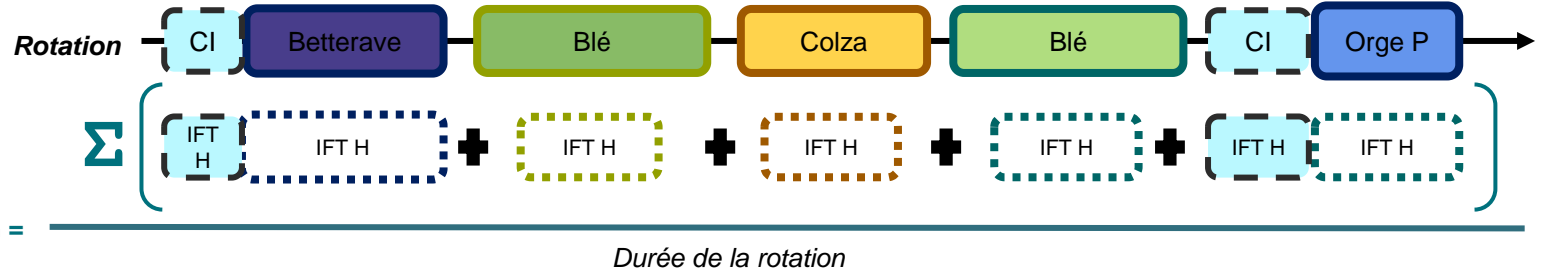 Rotation CI Betterave Blé Colza Blé CI Orge P
Σ IFT H IFT H + IFT H + IFT H + IFT H + IFT H IFT H
=
Durée de la rotation